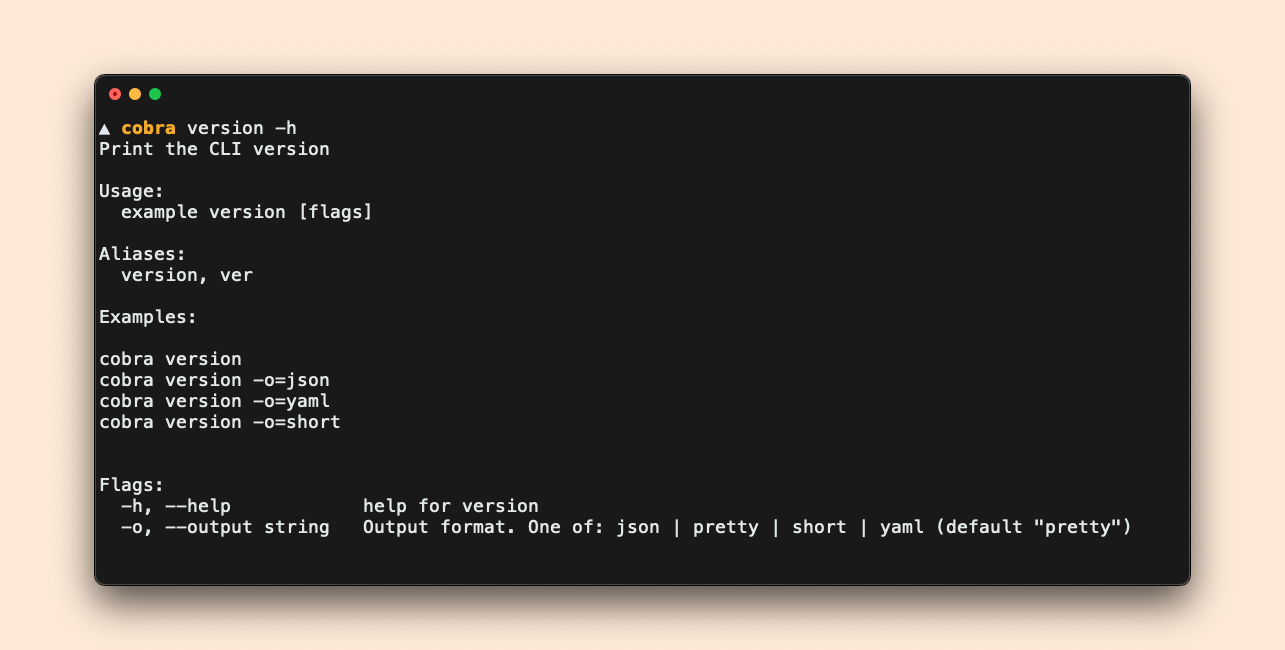 ▲ cobra version -h
Print the CLI version
Usage:
  example version [flags]
Aliases:
  version, ver
Examples:
cobra version
cobra version -o=json
cobra version -o=yaml
cobra version -o=short
Flags:
  -h, --help            help for version
  -o, --output string   Output format. One of: json | pretty | short | yaml (default "pretty")